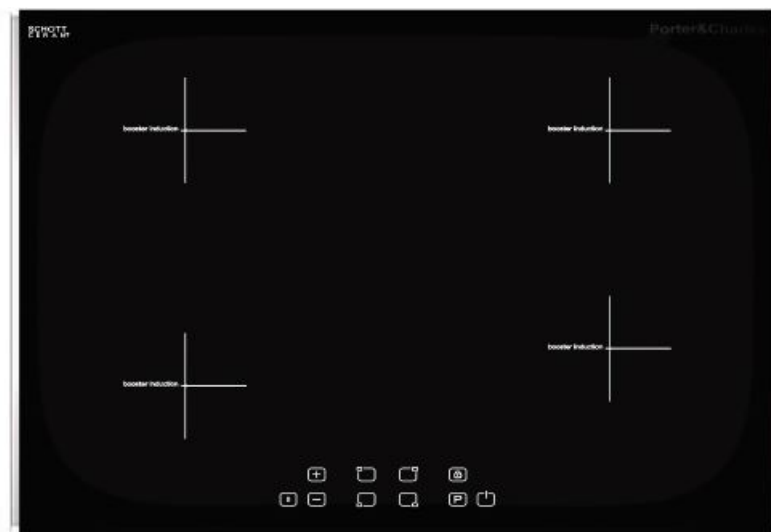 SCHOTT
CERAN®
Porter&Charles
booster induction
booster induction
booster induction
booster induction
P